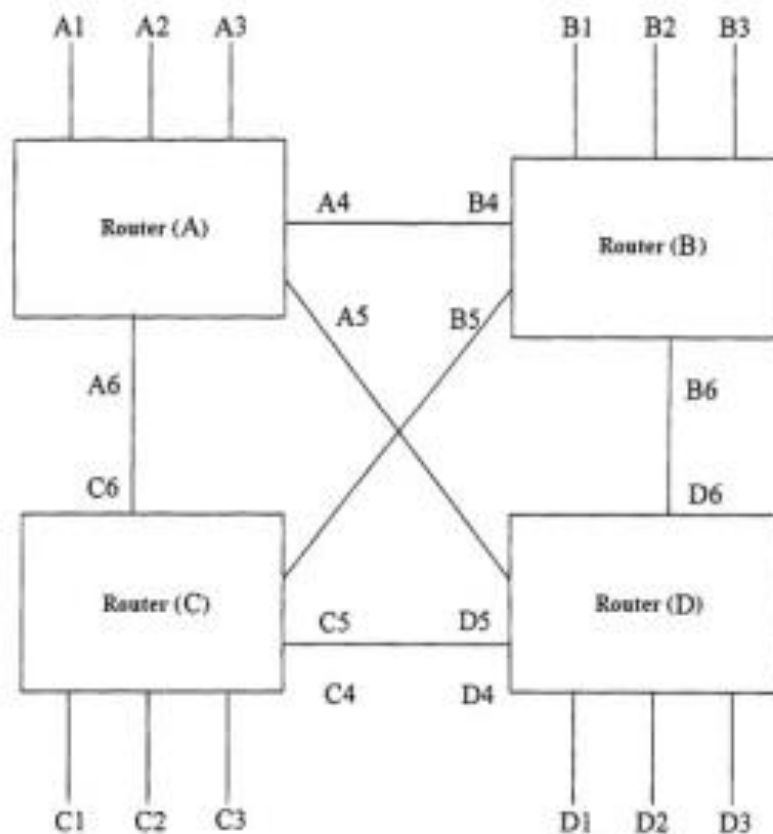 A1 A2 A3 B1 B2 B3
Router (A)
A4 B4
Router (B)
A5 B5
A6 B6
C6 D6
Router (C)
Router (D)
C5 D5
C4 D4
C1 C2 C3 D1 D2 D3